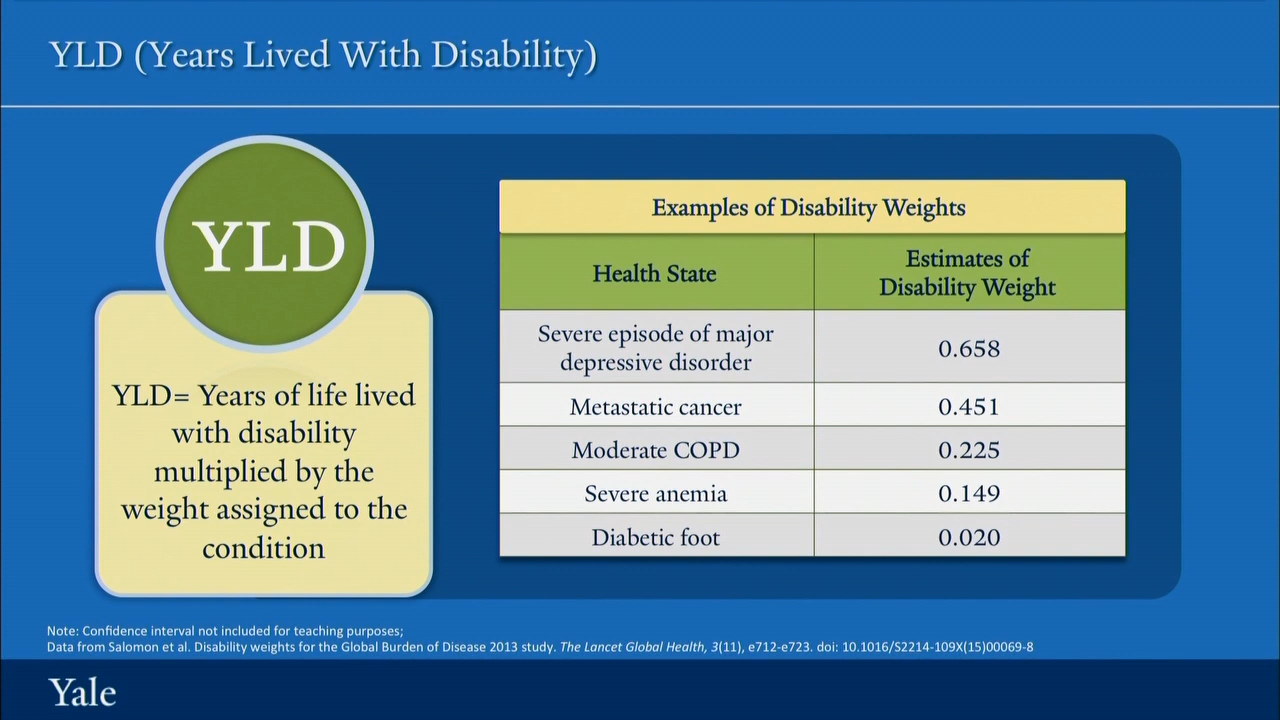 YLD (Years Lived With Disability)
YLD
YLD= Years of life lived
with disability
multiplied by the
weight assigned to the
condition
Examples of Disability Weights
Health State
Estimates of
Disability Weight
Severe episode of major
depressive disorder
0.658
Metastatic cancer
0.451
Moderate COPD
0.225
Severe anemia
0.149
Diabetic foot
0.020
Note: Confidence interval not included for teaching purposes;
Data from Salomon et al. Disability weights for the Global Burden of Disease 2013 study. The Lancet Global Health, 3(11), e712-e723. doi: 10.1016/S2214-109X(15)00069-8
Yale